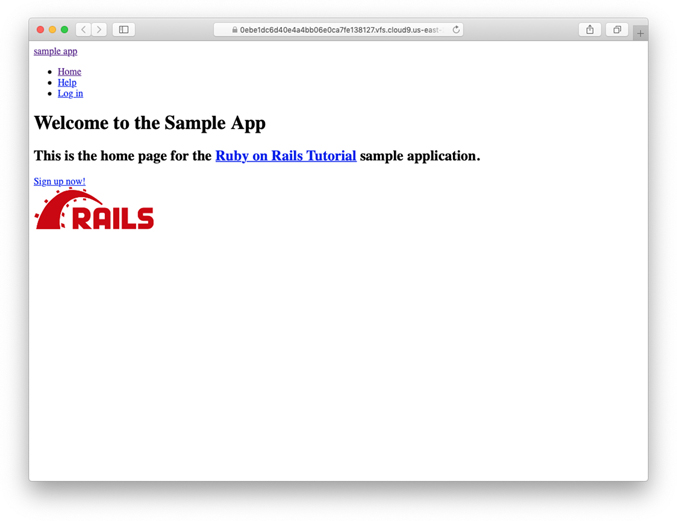 0ebe1dc6d40e4a4bb06e0ca7fe138127.vfs.cloud9.us-east-
sample app
Home
Help
Log in
Welcome to the Sample App
This is the home page for the Ruby on Rails Tutorial sample application.
Sign up now!
RAILS